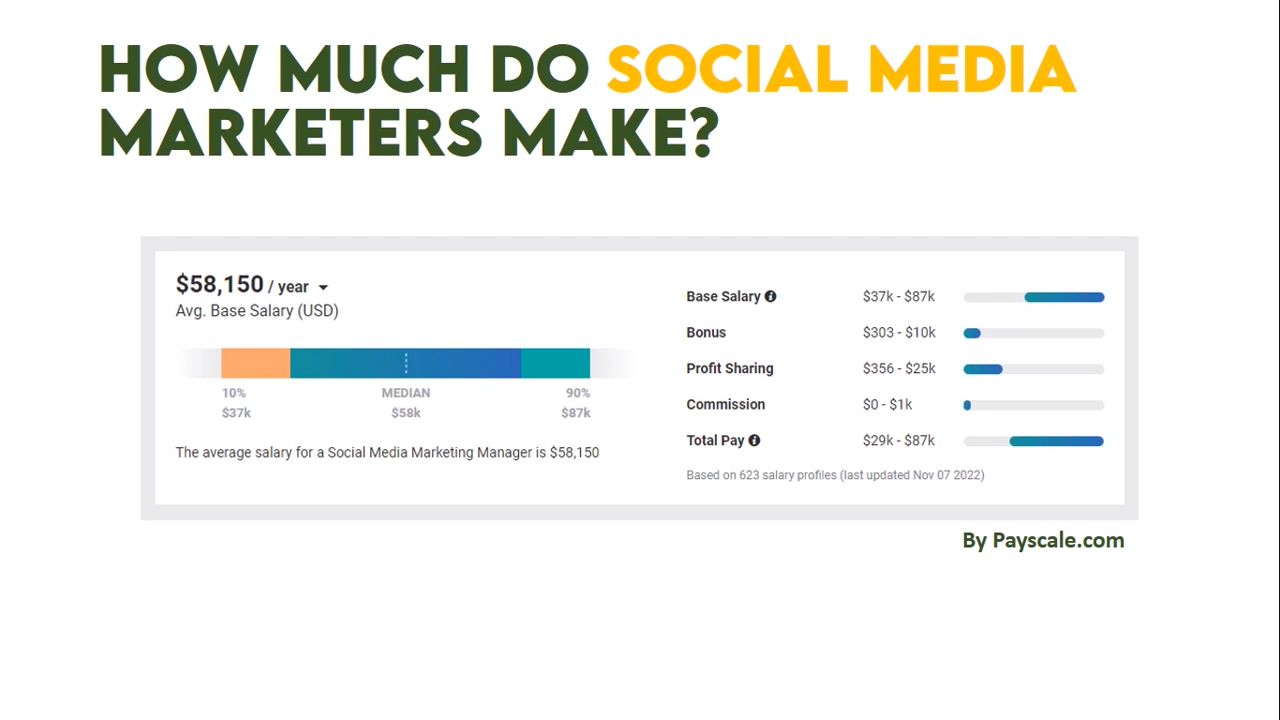 HOW MUCH DO SOCIAL MEDIA
MARKETERS MAKE?
$58,150 / year
Avg. Base Salary (USD)
10%
$37k
MEDIAN
$58k
90%
$87k
The average salary for a Social Media Marketing Manager is $58,150
Base Salary $37k - $87k
Bonus $303 - $10k
Profit Sharing $356 - $25k
Commission $0 - $1k
Total Pay $29k - $87k
Based on 623 salary profiles (last updated Nov 07 2022)
By Payscale.com